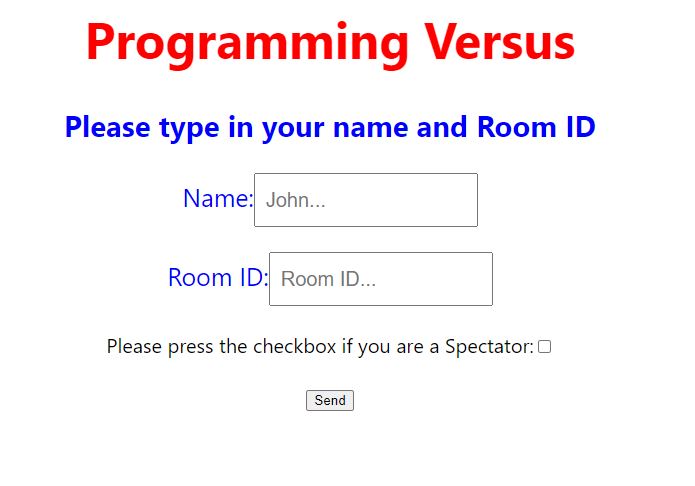 Programming Versus
Please type in your name and Room ID
Name: John...
Room ID: Room ID...
Please press the checkbox if you are a Spectator:
Send